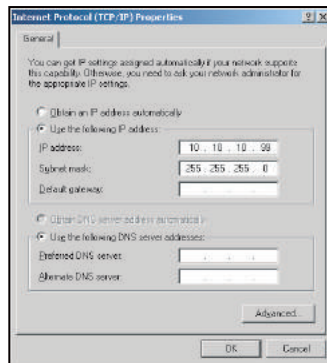 Internet Protocol (TCP/IP) Properties
General
You can get IP settings assigned automatically if your network supports
this capability. Otherwise, you need to ask your network administrator for
the appropriate IP settings.
Obtain an IP address automatically
Use the following IP address:
IP address: 10 . 10 . 10 . 99
Subnet mask: 255 . 255 . 255 . 0
Default gateway: . . .
Obtain DNS server address automatically
Use the following DNS server addresses:
Preferred DNS server: . . .
Alternate DNS server: . . .
Advanced...
OK Cancel